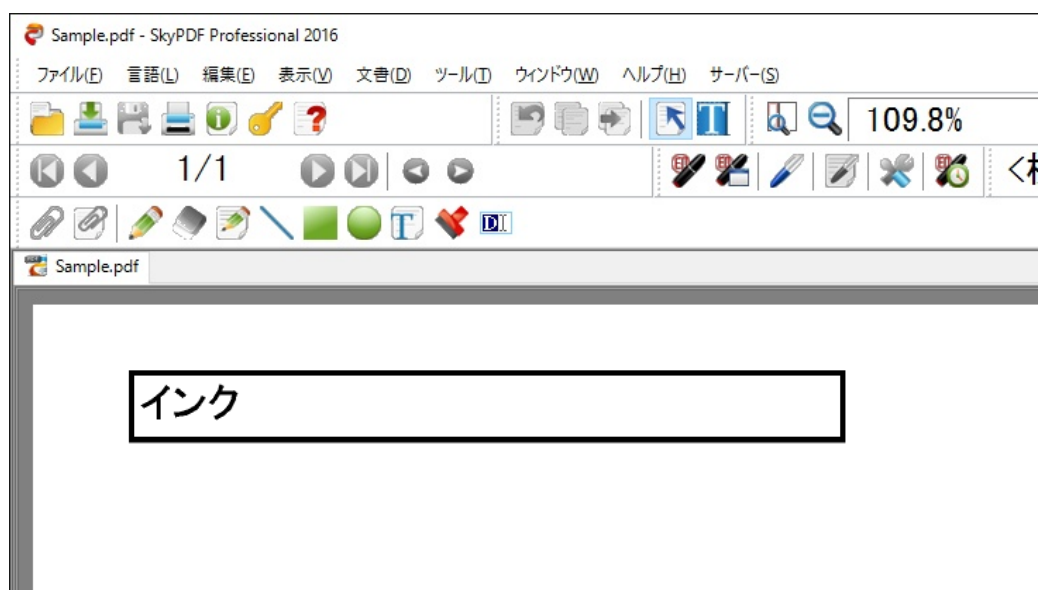 Sample.pdf - SkyPDF Professional 2016
ファイル(F) 言語(L) 編集(E) 表示(V) 文書(D) ツール(T) ウィンドウ(W) ヘルプ(H) サーバー(S)
109.8%
1/1
Sample.pdf
インク